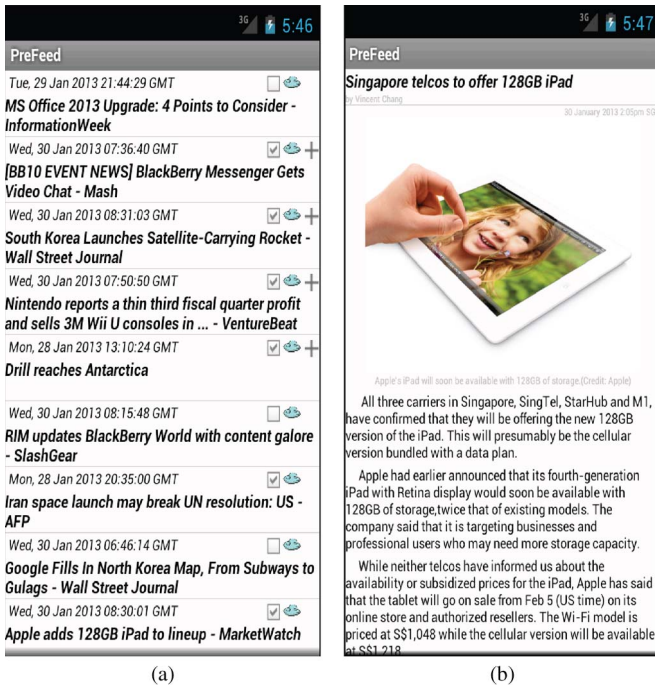 3G 5:46
PreFeed
Tue, 29 Jan 2013 21:44:29 GMT
MS Office 2013 Upgrade: 4 Points to Consider -
InformationWeek
Wed, 30 Jan 2013 07:36:40 GMT
[BB10 EVENT NEWS] BlackBerry Messenger Gets
Video Chat - Mash
Wed, 30 Jan 2013 08:31:03 GMT
South Korea Launches Satellite-Carrying Rocket -
Wall Street Journal
Wed, 30 Jan 2013 07:50:50 GMT
Nintendo reports a thin third fiscal quarter profit
and sells 3M Wii U consoles in ... - VentureBeat
Mon, 28 Jan 2013 13:10:24 GMT
Drill reaches Antarctica
Wed, 30 Jan 2013 08:15:48 GMT
RIM updates BlackBerry World with content galore
- SlashGear
Mon, 28 Jan 2013 20:35:00 GMT
Iran space launch may break UN resolution: US -
AFP
Wed, 30 Jan 2013 06:46:14 GMT
Google Fills In North Korea Map, From Subways to
Gulags - Wall Street Journal
Wed, 30 Jan 2013 08:30:01 GMT
Apple adds 128GB iPad to lineup - MarketWatch
(a)
3G 5:47
PreFeed
Singapore telcos to offer 128GB iPad
by Vincent Chang
30 January 2013 2:05pm SG
Apple's iPad will soon be available with 128GB of storage.(Credit: Apple)
All three carriers in Singapore, SingTel, StarHub and M1,
have confirmed that they will be offering the new 128GB
version of the iPad. This will presumably be the cellular
version bundled with a data plan.
Apple had earlier announced that its fourth-generation
iPad with Retina display would soon be available with
128GB of storage,twice that of existing models. The
company said that it is targeting businesses and
professional users who may need more storage capacity.
While neither telcos have informed us about the
availability or subsidized prices for the iPad, Apple has said
that the tablet will go on sale from Feb 5 (US time) on its
online store and authorized resellers. The Wi-Fi model is
priced at S$1,048 while the cellular version will be available
at S$1,218
(b)